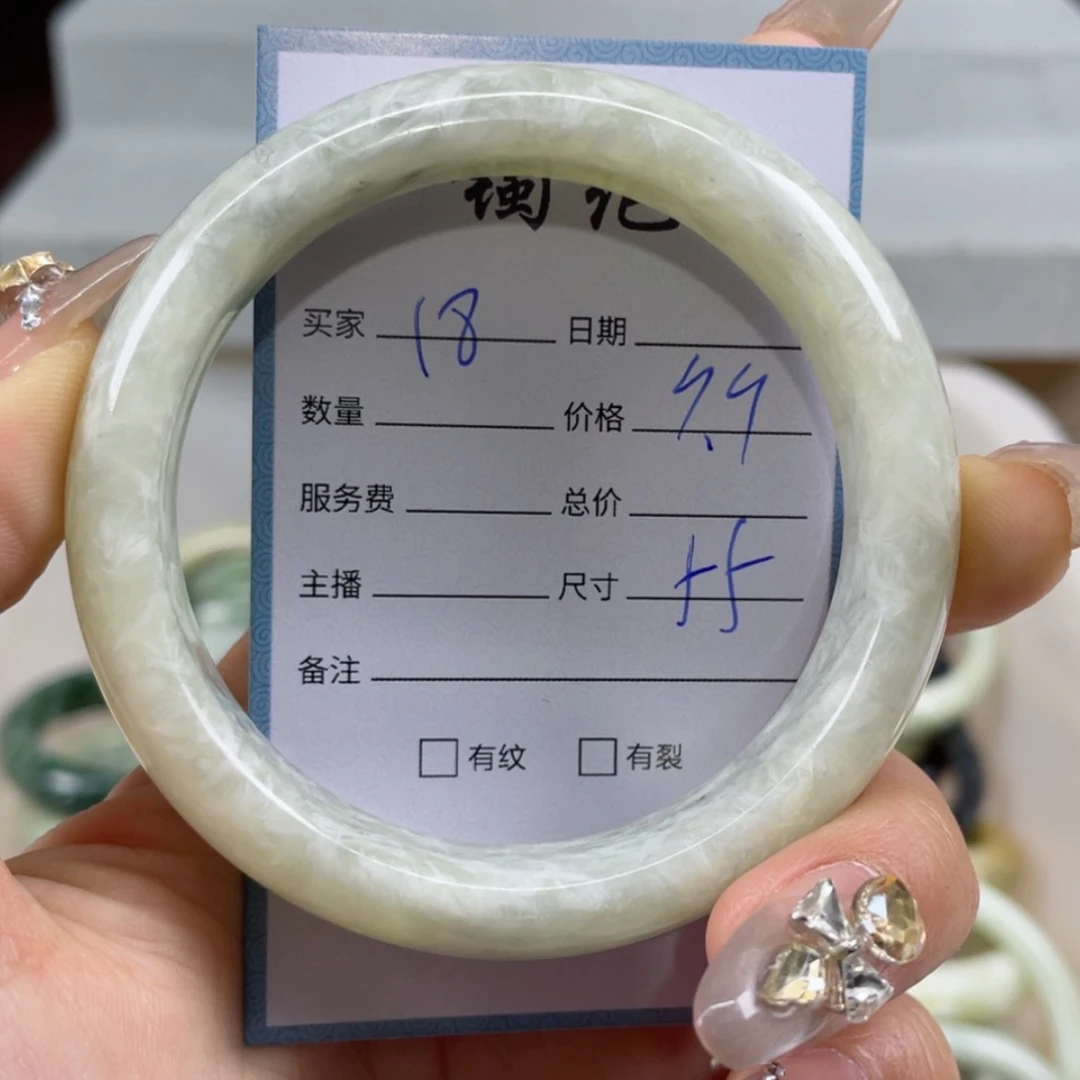 买家 18 日期
数量 价格
服务费 总价
主播 尺寸 55
备注
有纹 有裂